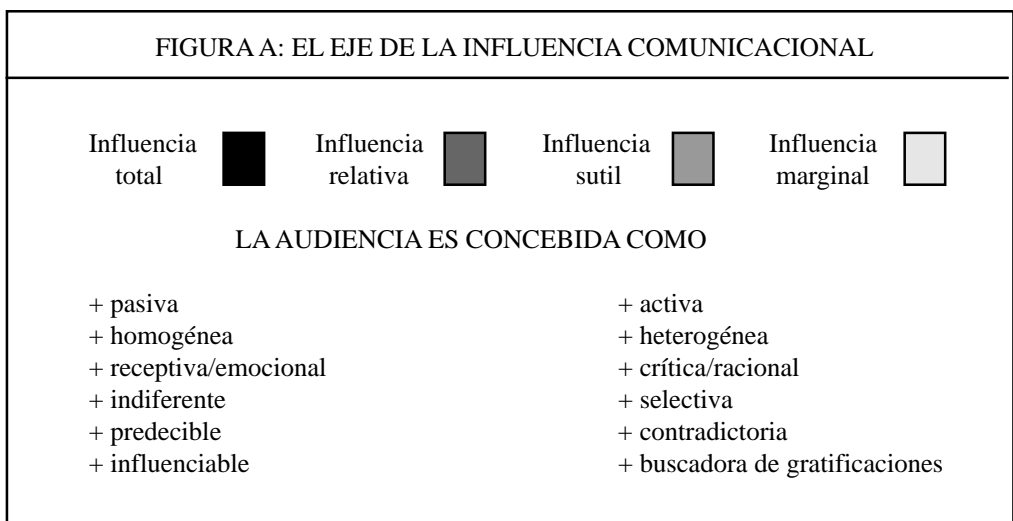 FIGURA A: EL EJE DE LA INFLUENCIA COMUNICACIONAL
Influencia total
Influencia relativa
Influencia sutil
Influencia marginal
LA AUDIENCIA ES CONCEBIDA COMO
+ pasiva
+ homogénea
+ receptiva/emocional
+ indiferente
+ predecible
+ influenciable
+ activa
+ heterogénea
+ crítica/racional
+ selectiva
+ contradictoria
+ buscadora de gratificaciones